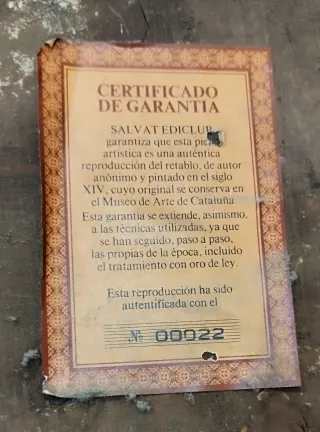 CERTIFICADO
DE GARANTIA
SALVAT EDICLUB
garantiza que esta pieza
artística es una auténtica
reproducción del retablo, de autor
anónimo y pintado en el siglo
XIV, cuyo original se conserva en
el Museo de Arte de Cataluña.
Esta garantía se extiende, asimismo,
a las técnicas utilizadas, ya que
se han seguido, paso a paso,
las propias de la época, incluido
el tratamiento con oro de ley.
Esta reproducción ha sido
autentificada con el
Nº 00022